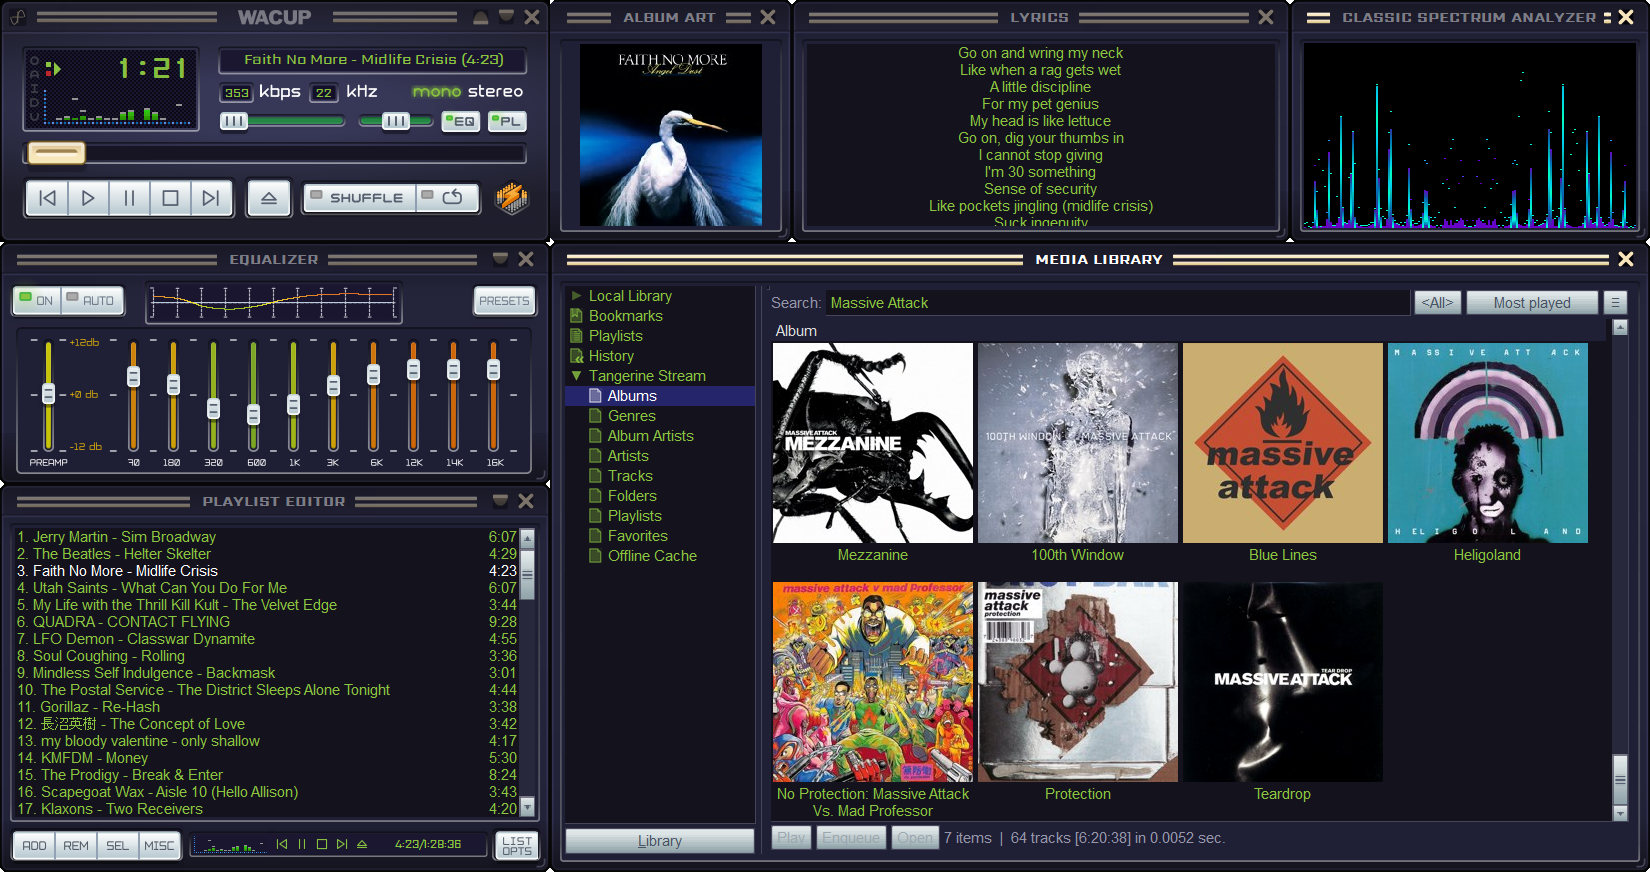 WACUP
O
A
I
D
U
1:21
Faith No More - Midlife Crisis (4:23)
353 kbps 22 kHz mono stereo
EQ PL
SHUFFLE
ALBUM ART
FAITH NO MORE
Angel Dust
LYRICS
Go on and wring my neck
Like when a rag gets wet
A little discipline
For my pet genius
My head is like lettuce
Go on, dig your thumbs in
I cannot stop giving
I'm 30 something
Sense of security
Like pockets jingling (midlife crisis)
Suck ingenuity
CLASSIC SPECTRUM ANALYZER
EQUALIZER
ON AUTO PRESETS
+12db
+0 db
-12 db
PREAMP 70 180 320 600 1K 3K 6K 12K 14K 16K
PLAYLIST EDITOR
1. Jerry Martin - Sim Broadway 6:07
2. The Beatles - Helter Skelter 4:29
3. Faith No More - Midlife Crisis 4:23
4. Utah Saints - What Can You Do For Me 6:07
5. My Life with the Thrill Kill Kult - The Velvet Edge 3:44
6. QUADRA - CONTACT FLYING 9:28
7. LFO Demon - Classwar Dynamite 4:55
8. Soul Coughing - Rolling 3:36
9. Mindless Self Indulgence - Backmask 3:01
10. The Postal Service - The District Sleeps Alone Tonight 4:44
11. Gorillaz - Re-Hash 3:38
12. 長沼英樹 - The Concept of Love 3:42
13. my bloody valentine - only shallow 4:17
14. KMFDM - Money 5:30
15. The Prodigy - Break & Enter 8:24
16. Scapegoat Wax - Aisle 10 (Hello Allison) 3:43
17. Klaxons - Two Receivers 4:20
ADD REM SEL MISC 4:23/1:28:36 LIST
OPTS
MEDIA LIBRARY
Local Library
Bookmarks
Playlists
History
Tangerine Stream
Albums
Genres
Album Artists
Artists
Tracks
Folders
Playlists
Favorites
Offline Cache
Library
Search: Massive Attack <All> Most played
Album
MASSIVE ATTACK
MEZZANINE
100TH WINDOW MASSIVE ATTACK
massive
attack
MASSIVE ATTACK
HELIGOLAND
Mezzanine 100th Window Blue Lines Heligoland
massive attack v mad Professor
massive
attack
protection
TEARDROP
MASSIVE ATTACK
No Protection: Massive Attack Protection Teardrop
Vs. Mad Professor
Play Enqueue Open 7 items | 64 tracks [6:20:38] in 0.0052 sec.